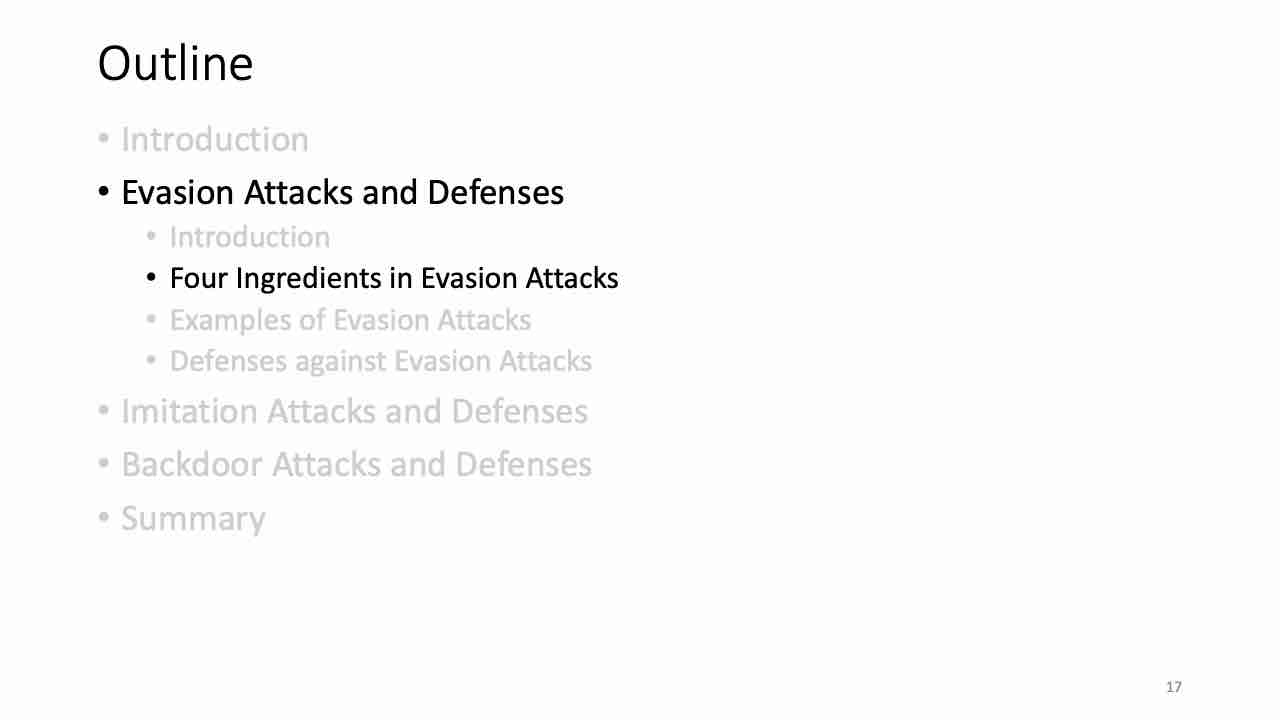 Outline
• Introduction
• Evasion Attacks and Defenses
• Introduction
• Four Ingredients in Evasion Attacks
• Examples of Evasion Attacks
• Defenses against Evasion Attacks
• Imitation Attacks and Defenses
• Backdoor Attacks and Defenses
• Summary
17